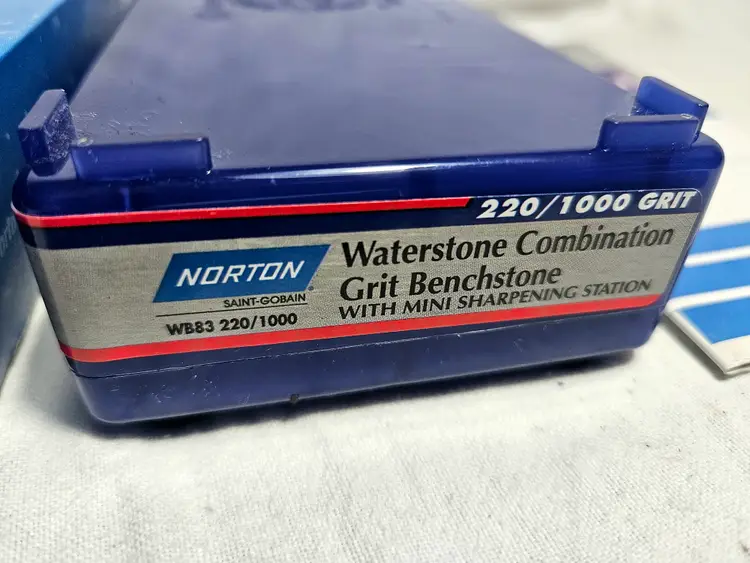 220/1000 GRIT
NORTON
SAINT-GOBAIN
WB83 220/1000
Waterstone Combination
Grit Benchstone
WITH MINI SHARPENING STATION